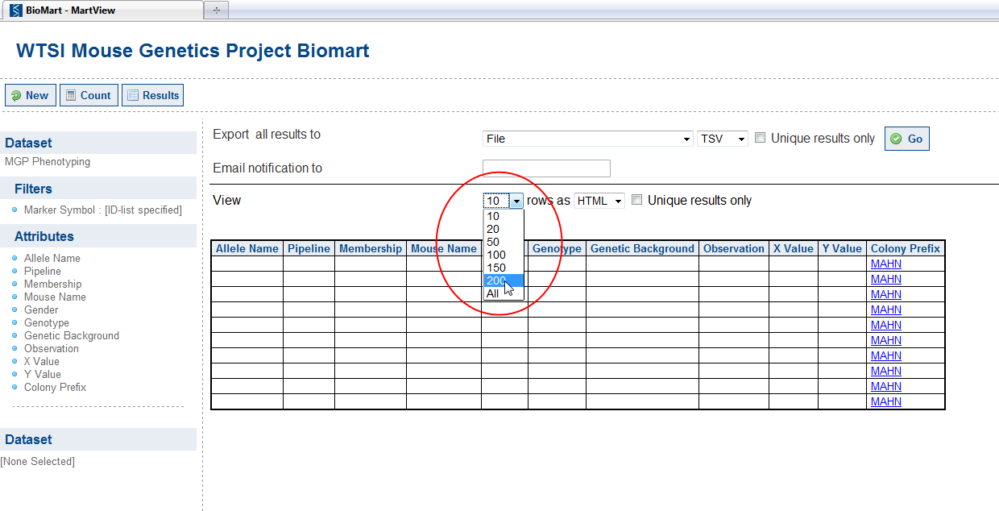 BioMart - MartView
WTSI Mouse Genetics Project Biomart
New Count Results
Dataset
MGP Phenotyping
Filters
Marker Symbol : [ID-list specified]
Attributes
Allele Name
Pipeline
Membership
Mouse Name
Gender
Genotype
Genetic Background
Observation
X Value
Y Value
Colony Prefix
Dataset
[None Selected]
Export all results to File TSV Unique results only Go
Email notification to
View 10 rows as HTML Unique results only
10
20
50
100
150
200
All
Allele Name Pipeline Membership Mouse Name Genotype Genetic Background Observation X Value Y Value Colony Prefix
MAHN
MAHN
MAHN
MAHN
MAHN
MAHN
MAHN
MAHN
MAHN
MAHN